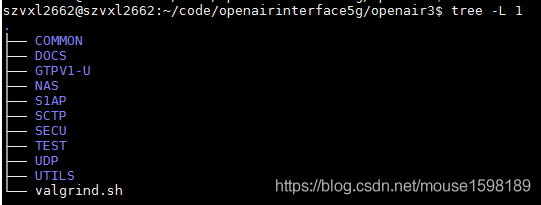 szvxl2662@szvxl2662:~/code/openairinterface5g/openair3$ tree -L 1
.
├── COMMON
├── DOCS
├── GTPV1-U
├── NAS
├── S1AP
├── SCTP
├── SECU
├── TEST
├── UDP
├── UTILS
└── valgrind.sh
https://blog.csdn.net/mouse1598189